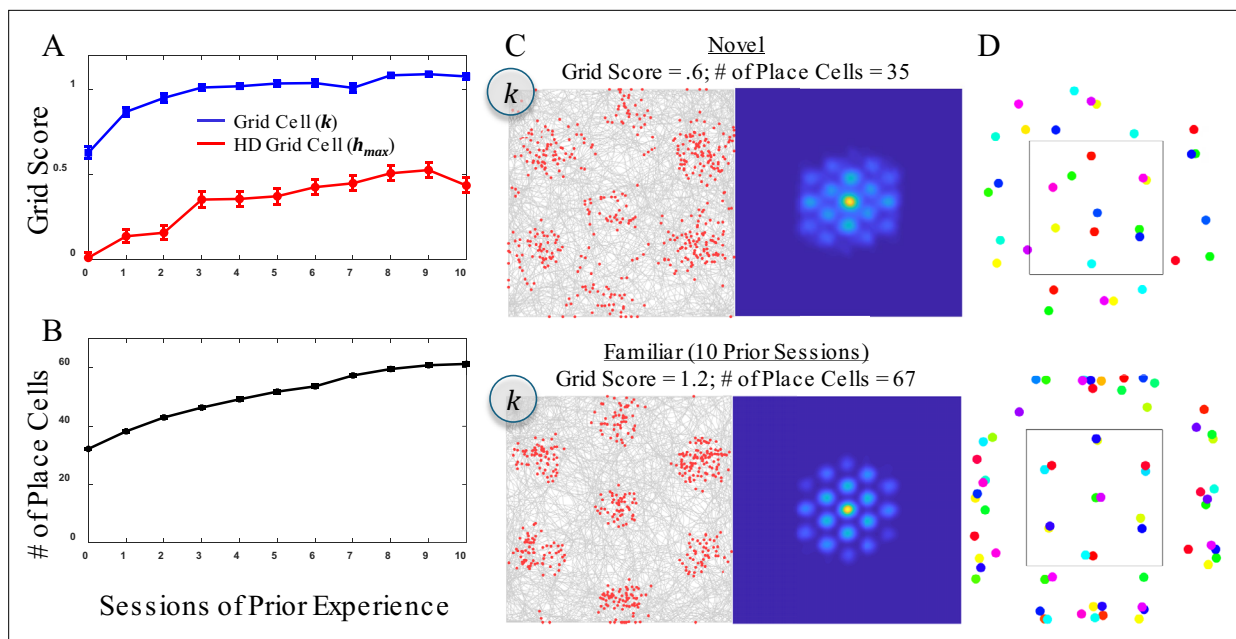 A
Grid Score
1
0.5
0
Grid Cell (k)
HD Grid Cell (h_max)
0 1 2 3 4 5 6 7 8 9 10
B
# of Place Cells
60
40
20
0
0 1 2 3 4 5 6 7 8 9 10
Sessions of Prior Experience
C
Novel
Grid Score = .6; # of Place Cells = 35
k
Familiar (10 Prior Sessions)
Grid Score = 1.2; # of Place Cells = 67
k
D